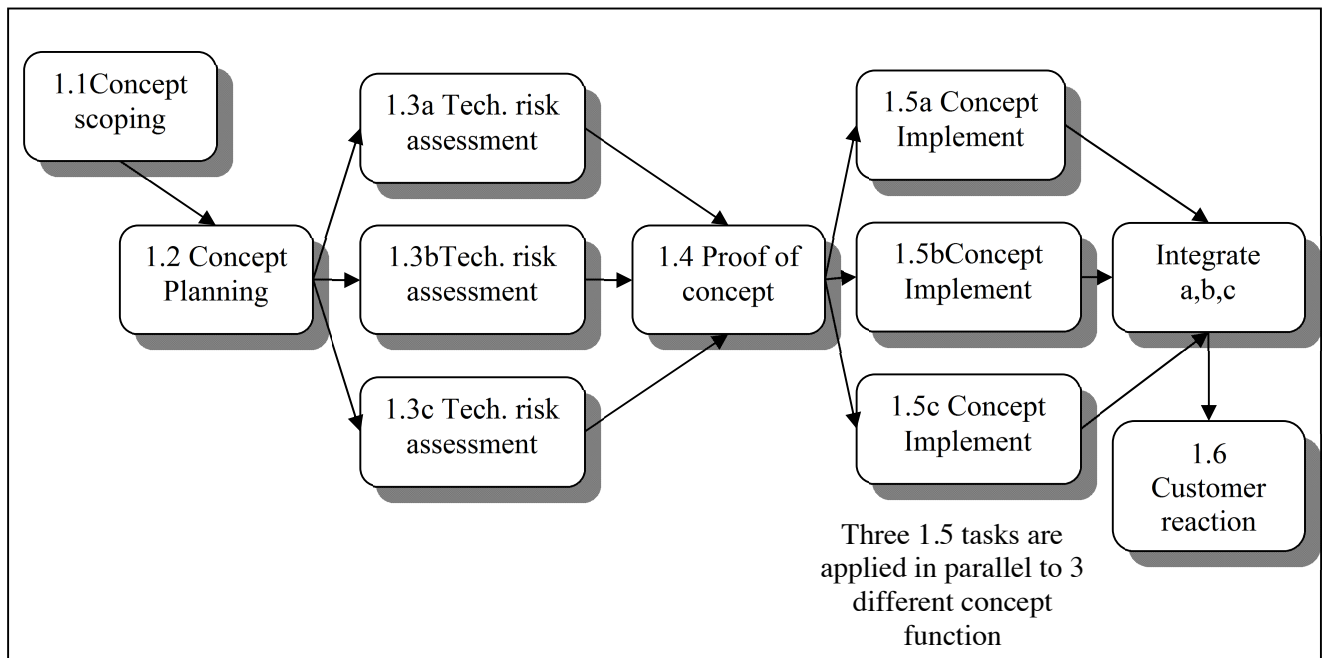 1.1Concept
scoping
1.2 Concept
Planning
1.3a Tech. risk
assessment
1.3bTech. risk
assessment
1.3c Tech. risk
assessment
1.4 Proof of
concept
1.5a Concept
Implement
1.5bConcept
Implement
1.5c Concept
Implement
Three 1.5 tasks are
applied in parallel to 3
different concept
function
Integrate
a,b,c
1.6
Customer
reaction